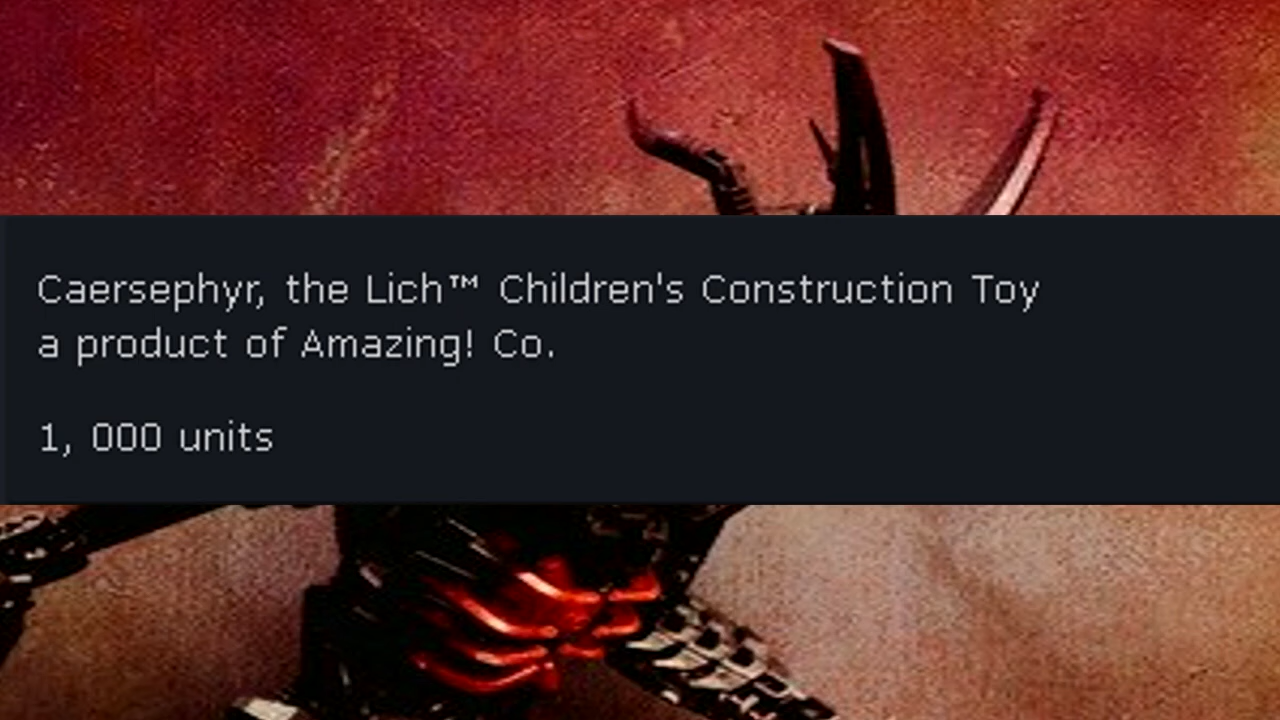 Caersephyr, the Lich™ Children's Construction Toy
a product of Amazing! Co.
1, 000 units